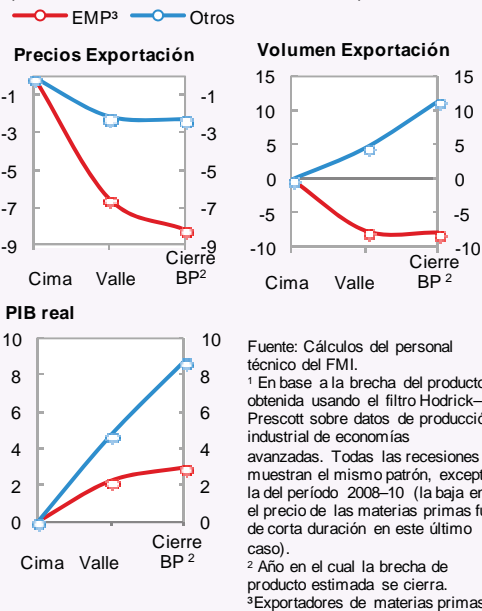 EMP³ Otros
Precios Exportación
-1 -1
-3 -3
-5 -5
-7 -7
-9 -9
Cima Valle Cierre
BP²
Volumen Exportación
15 15
10 10
5 5
0 0
-5 -5
-10 -10
Cima Valle Cierre
BP ²
PIB real
10 10
8 8
6 6
4 4
2 2
0 0
Cima Valle Cierre
BP ²
Fuente: Cálculos del personal
técnico del FMI.
¹ En base a la brecha del producto
obtenida usando el filtro Hodrick–
Prescott sobre datos de
industrial de economías
avanzadas. Todas las recesiones
muestran el mismo patrón,
la del período 2008–10 (la baja en
el precio de las materias primas
de corta duración en este último
caso).
² Año en el cual la brecha de
producto estimada se cierra.
³Exportadores de materias primas